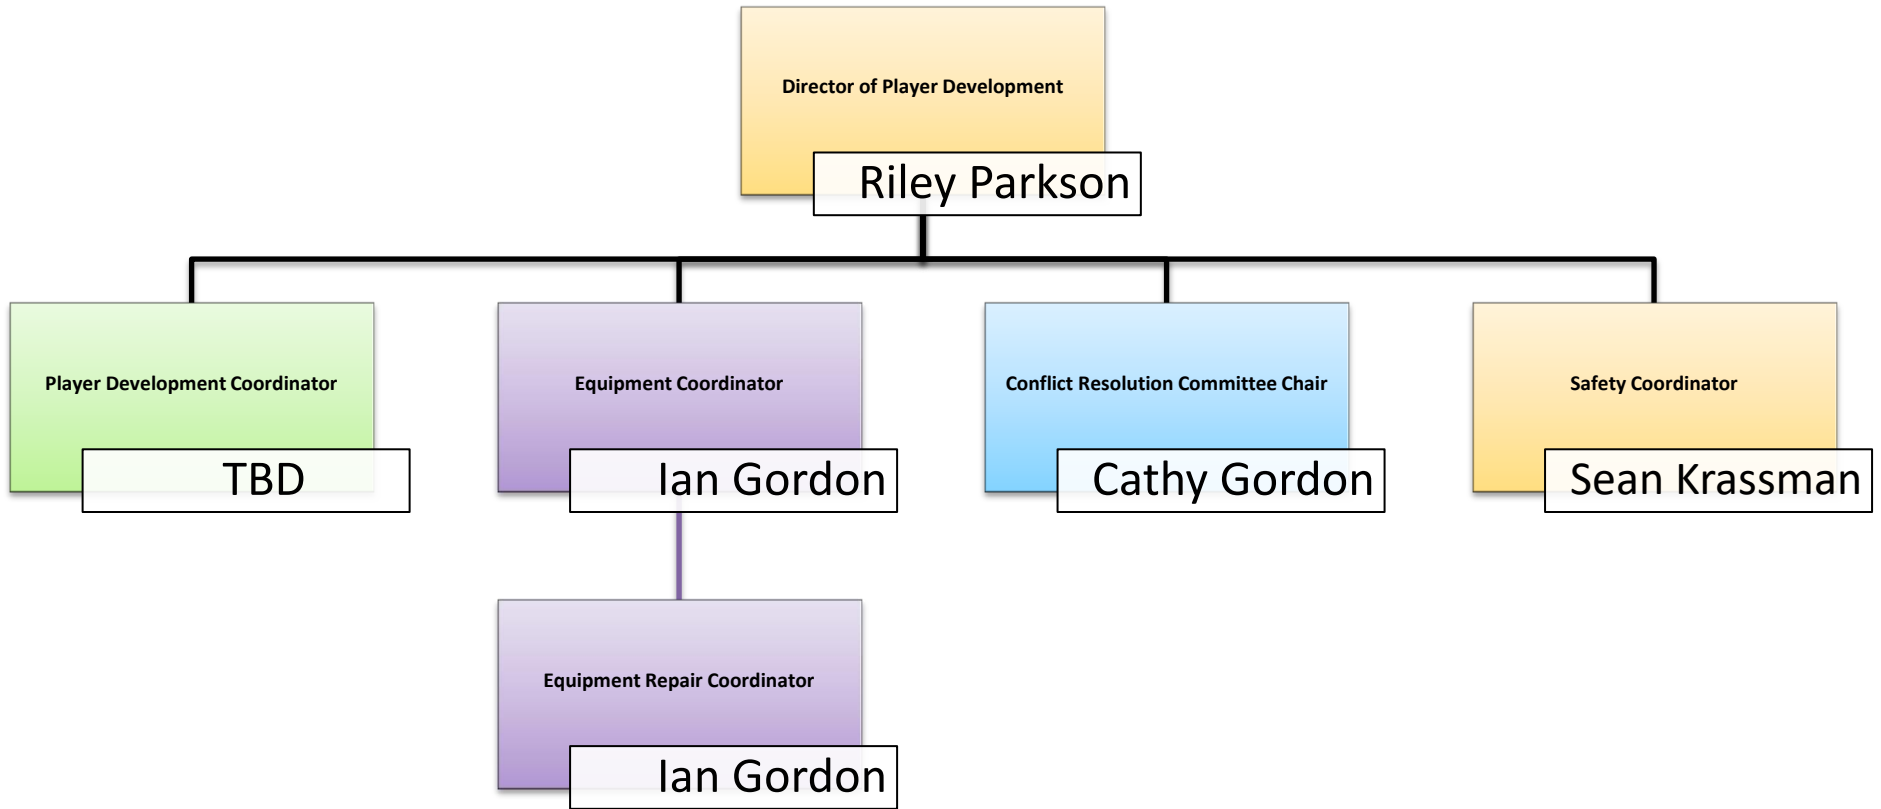 Director of Player Development
Riley Parkson
Player Development Coordinator
TBD
Equipment Coordinator
Ian Gordon
Conflict Resolution Committee Chair
Cathy Gordon
Safety Coordinator
Sean Krassman
Equipment Repair Coordinator
Ian Gordon